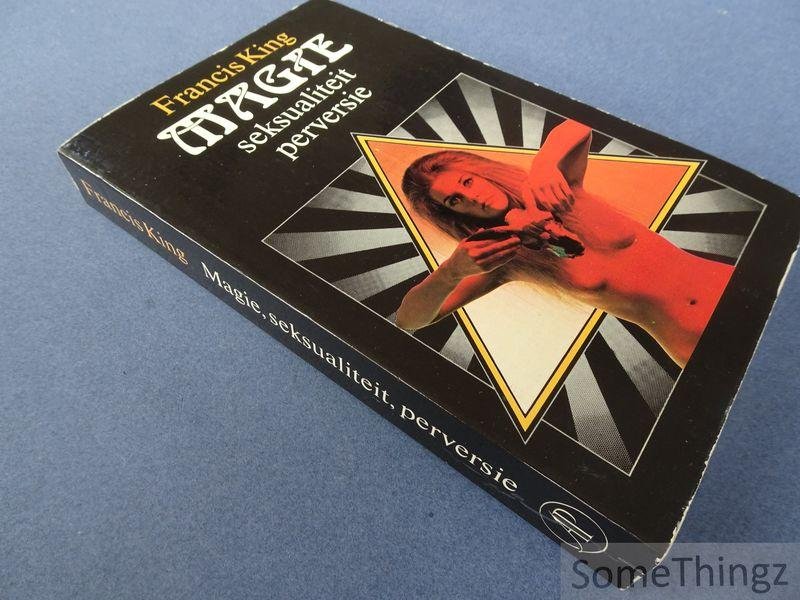 Francis King
MAGIE
seksualiteit
perversie
Francis King Magie, seksualiteit, perversie
SomeThingz